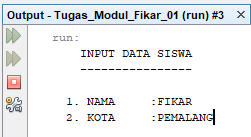 Output - Tugas_Modul_Fikar_01 (run) #3
run:
INPUT DATA SISWA
----------------
1. NAMA :FIKAR
2. KOTA :PEMALANG